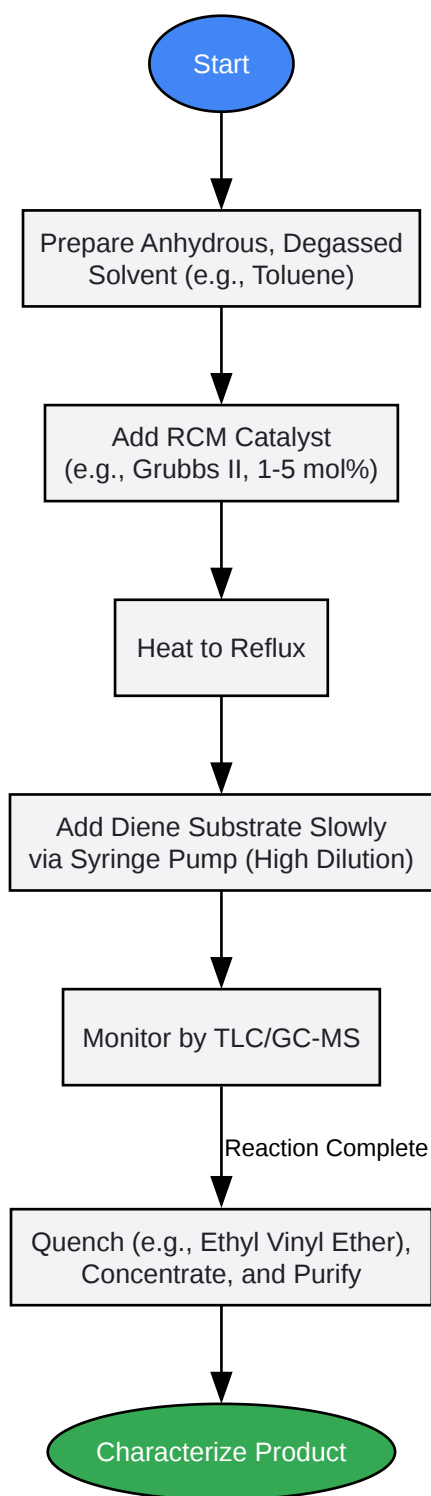 Start
Prepare Anhydrous, Degassed
Solvent (e.g., Toluene)
Add RCM Catalyst
(e.g., Grubbs II, 1-5 mol%)
Heat to Reflux
Add Diene Substrate Slowly
via Syringe Pump (High Dilution)
Monitor by TLC/GC-MS
Reaction Complete
Quench (e.g., Ethyl Vinyl Ether),
Concentrate, and Purify
Characterize Product